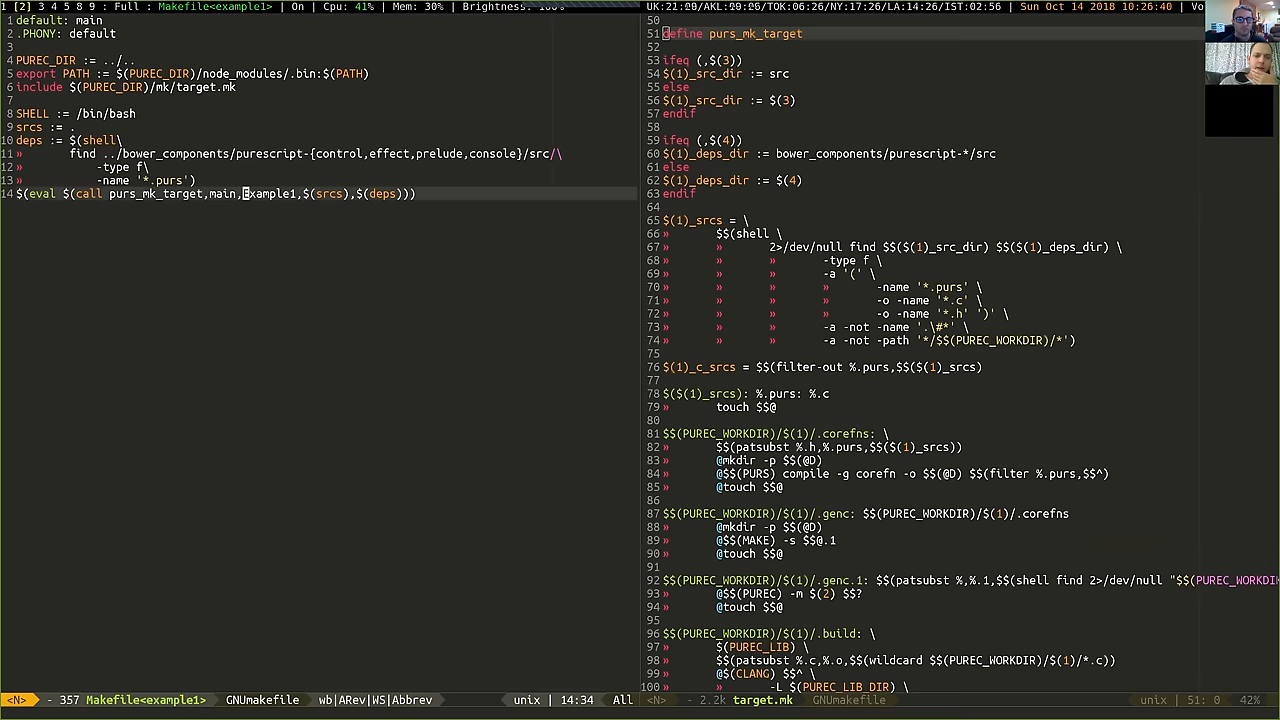 1 [2] 3 4 5 8 9 : Full : Makefile<example1> | On | Cpu: 41% | Mem: 30% | Brightness: 100%
UK:22:26/AKL:09:26/TOK:06:26/NY:17:26/LA:14:26/IST:02:56 | Sun Oct 14 2018 10:26:40 | Vo
1 default: main
2 .PHONY: default
3
4 PUREC_DIR := ../..
5 export PATH := $(PUREC_DIR)/node_modules/.bin:$(PATH)
6 include $(PUREC_DIR)/mk/target.mk
7
8 SHELL := /bin/bash
9 srcs := .
10 deps := $(shell\
11 » find ../bower_components/purescript-{control,effect,prelude,console}/src/\
12 » -type f\
13 » -name '*.purs')
14 $(eval $(call purs_mk_target,main,Example1,$(srcs),$(deps)))
50
51 define purs_mk_target
52
53 ifeq (,$(3))
54 $(1)_src_dir := src
55 else
56 $(1)_src_dir := $(3)
57 endif
58
59 ifeq (,$(4))
60 $(1)_deps_dir := bower_components/purescript-*/src
61 else
62 $(1)_deps_dir := $(4)
63 endif
64
65 $(1)_srcs = \
66 » $$(shell \
67 » » 2>/dev/null find $$($(1)_src_dir) $$($(1)_deps_dir) \
68 » » » -type f \
69 » » » -a '(' \
70 » » » » -name '*.purs' \
71 » » » » -o -name '*.c' \
72 » » » » -o -name '*.h' ')' \
73 » » » -a -not -name '.\#*' \
74 » » » -a -not -path '*/$$(PUREC_WORKDIR)/*')
75
76 $(1)_c_srcs = $$(filter-out %.purs,$$($(1)_srcs)
77
78 $($(1)_srcs): %.purs: %.c
79 » touch $$@
80
81 $$(PUREC_WORKDIR)/$(1)/.corefns: \
82 » $$(patsubst %.h,%.purs,$$($(1)_srcs))
83 » @mkdir -p $$(@D)
84 » @$$(PURS) compile -g corefn -o $$(@D) $$(filter %.purs,$$^)
85 » @touch $$@
86
87 $$(PUREC_WORKDIR)/$(1)/.genc: $$(PUREC_WORKDIR)/$(1)/.corefns
88 » @mkdir -p $$(@D)
89 » @$$(MAKE) -s $$@.1
90 » @touch $$@
91
92 $$(PUREC_WORKDIR)/$(1)/.genc.1: $$(patsubst %,%.1,$$(shell find 2>/dev/null "$$(PUREC_WORKDI
93 » @$$(PUREC) -m $(2) $$?
94 » @touch $$@
95
96 $$(PUREC_WORKDIR)/$(1)/.build: \
97 » $(PUREC_LIB) \
98 » $$(patsubst %.c,%.o,$$(wildcard $$(PUREC_WORKDIR)/$(1)/*.c))
99 » @$(CLANG) $$^ \
100 » » -L $(PUREC_LIB_DIR) \
<N> - 357 Makefile<example1> GNUmakefile wb|ARev|WS|Abbrev unix | 14:34 All
<N> - 2.2k target.mk GNUmakefile unix | 51: 0 42%